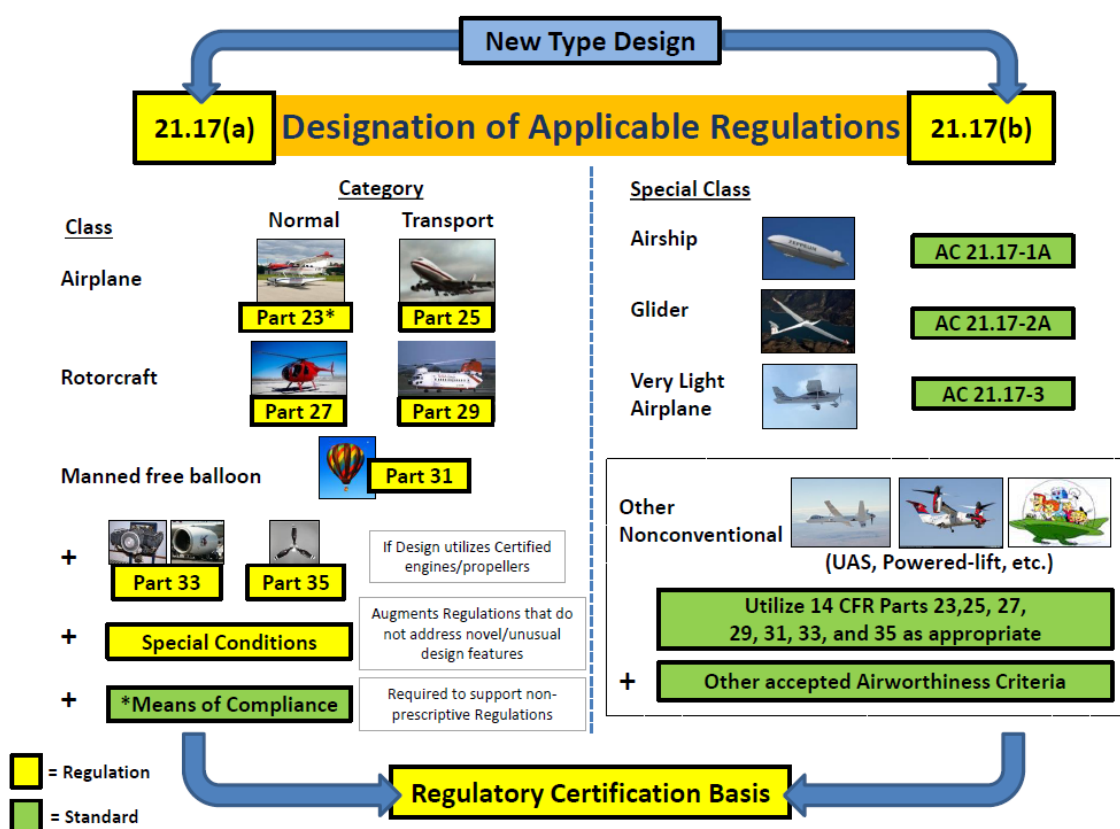 New Type Design
21.17(a)
Designation of Applicable Regulations
21.17(b)
Category
Class
Normal
Transport
Airplane
Part 23*
Part 25
Rotorcraft
Part 27
Part 29
Manned free balloon
Part 31
+
Part 33
Part 35
If Design utilizes Certified
engines/propellers
+
Special Conditions
Augments Regulations that do
not address novel/unusual
design features
+
*Means of Compliance
Required to support non-
prescriptive Regulations
Special Class
Airship
ZEPPELIN
AC 21.17-1A
Glider
AC 21.17-2A
Very Light
Airplane
AC 21.17-3
Other
Nonconventional
(UAS, Powered-lift, etc.)
Utilize 14 CFR Parts 23,25, 27,
29, 31, 33, and 35 as appropriate
+
Other accepted Airworthiness Criteria
= Regulation
= Standard
Regulatory Certification Basis